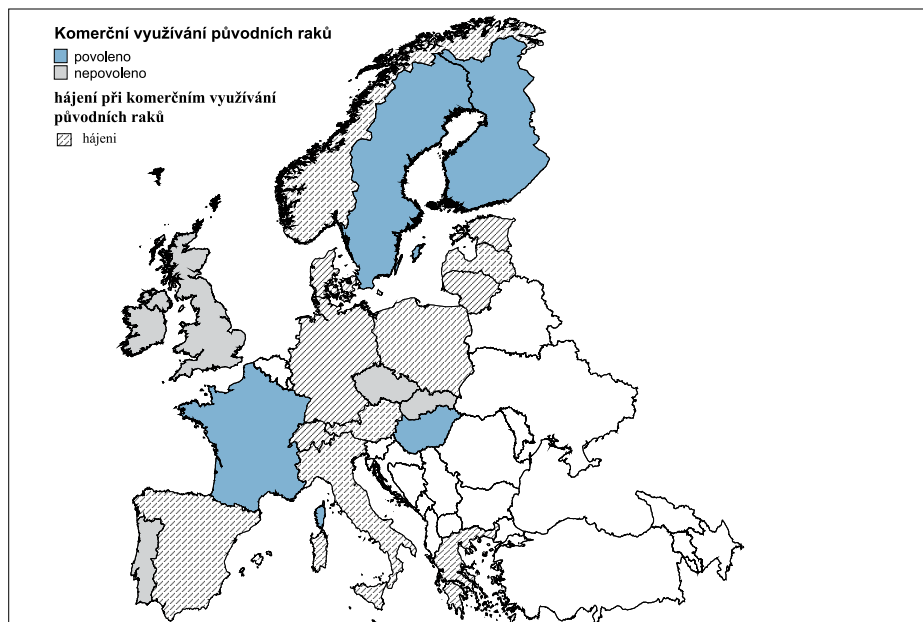 Komerční využívání původních raků
povoleno
nepovoleno
hájení při komerčním využívání
původních raků
hájeni